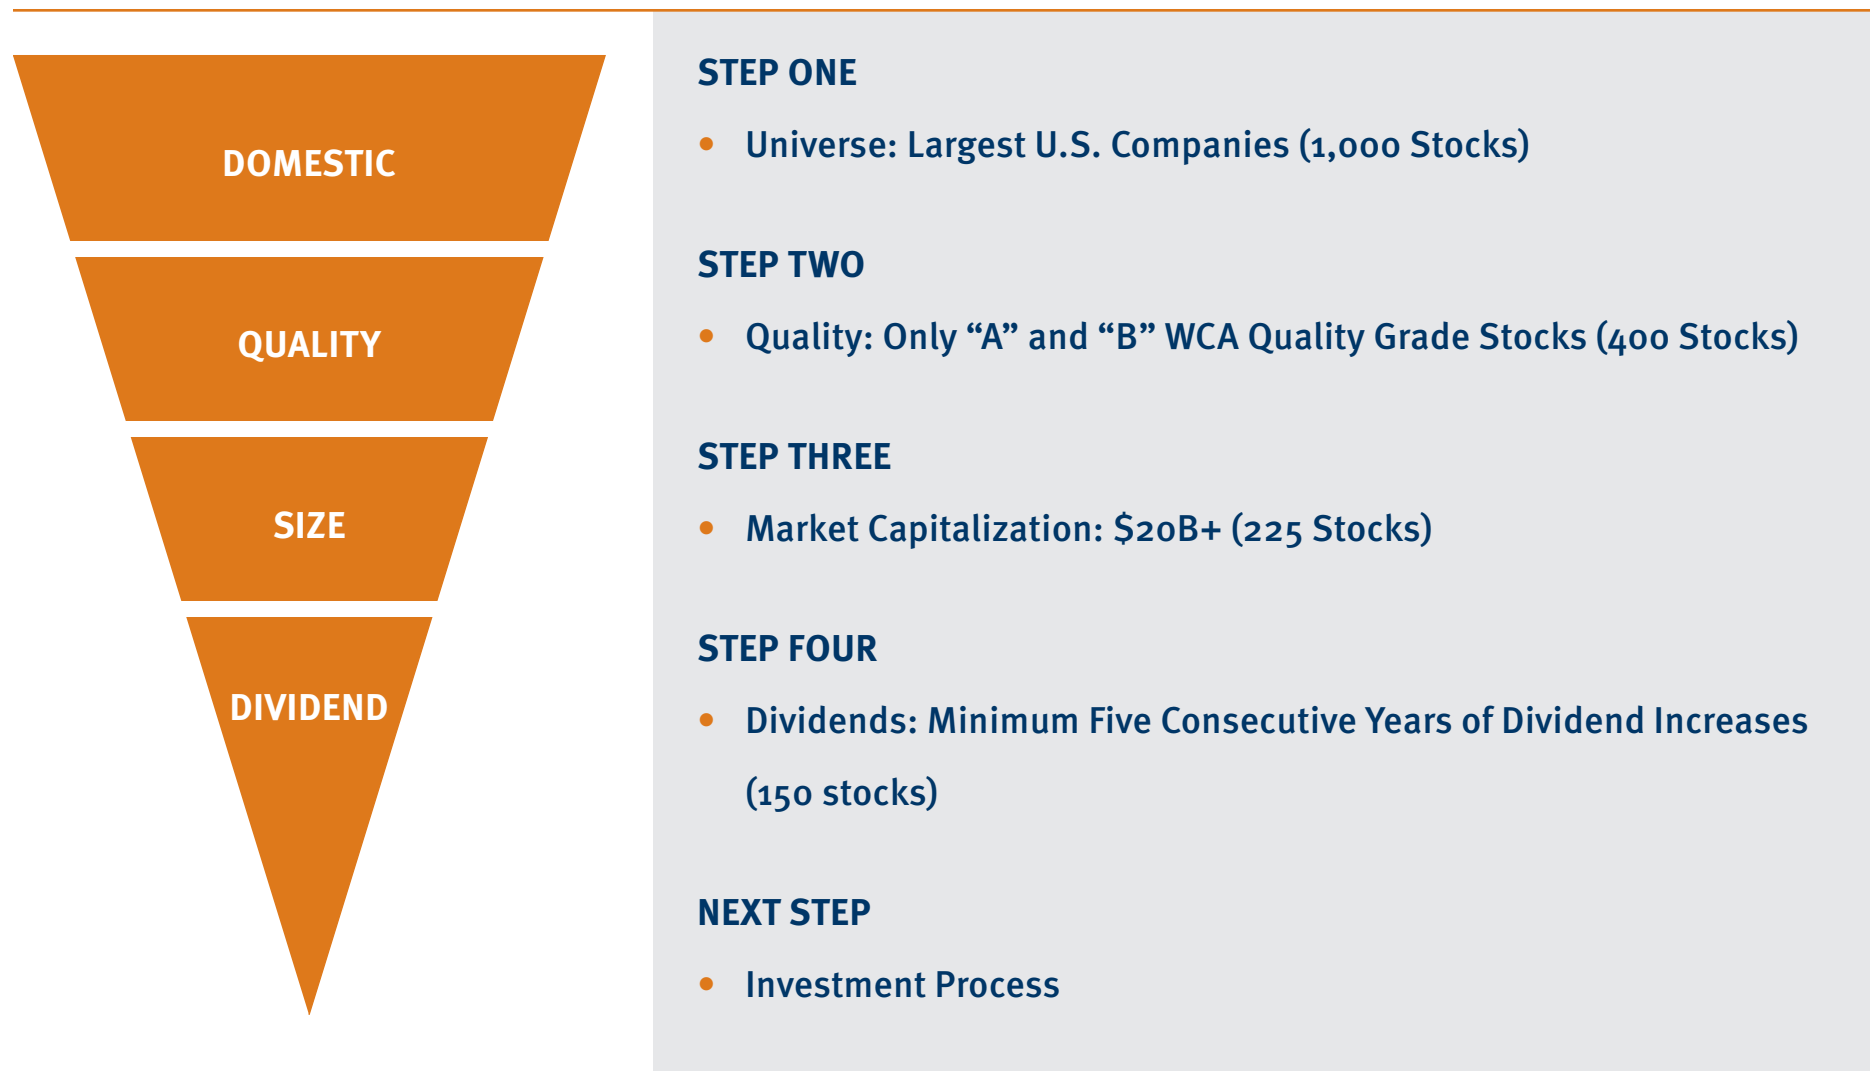 DOMESTIC
QUALITY
SIZE
DIVIDEND
STEP ONE
• Universe: Largest U.S. Companies (1,000 Stocks)
STEP TWO
• Quality: Only “A” and “B” WCA Quality Grade Stocks (400 Stocks)
STEP THREE
• Market Capitalization: $20B+ (225 Stocks)
STEP FOUR
• Dividends: Minimum Five Consecutive Years of Dividend Increases
(150 stocks)
NEXT STEP
• Investment Process